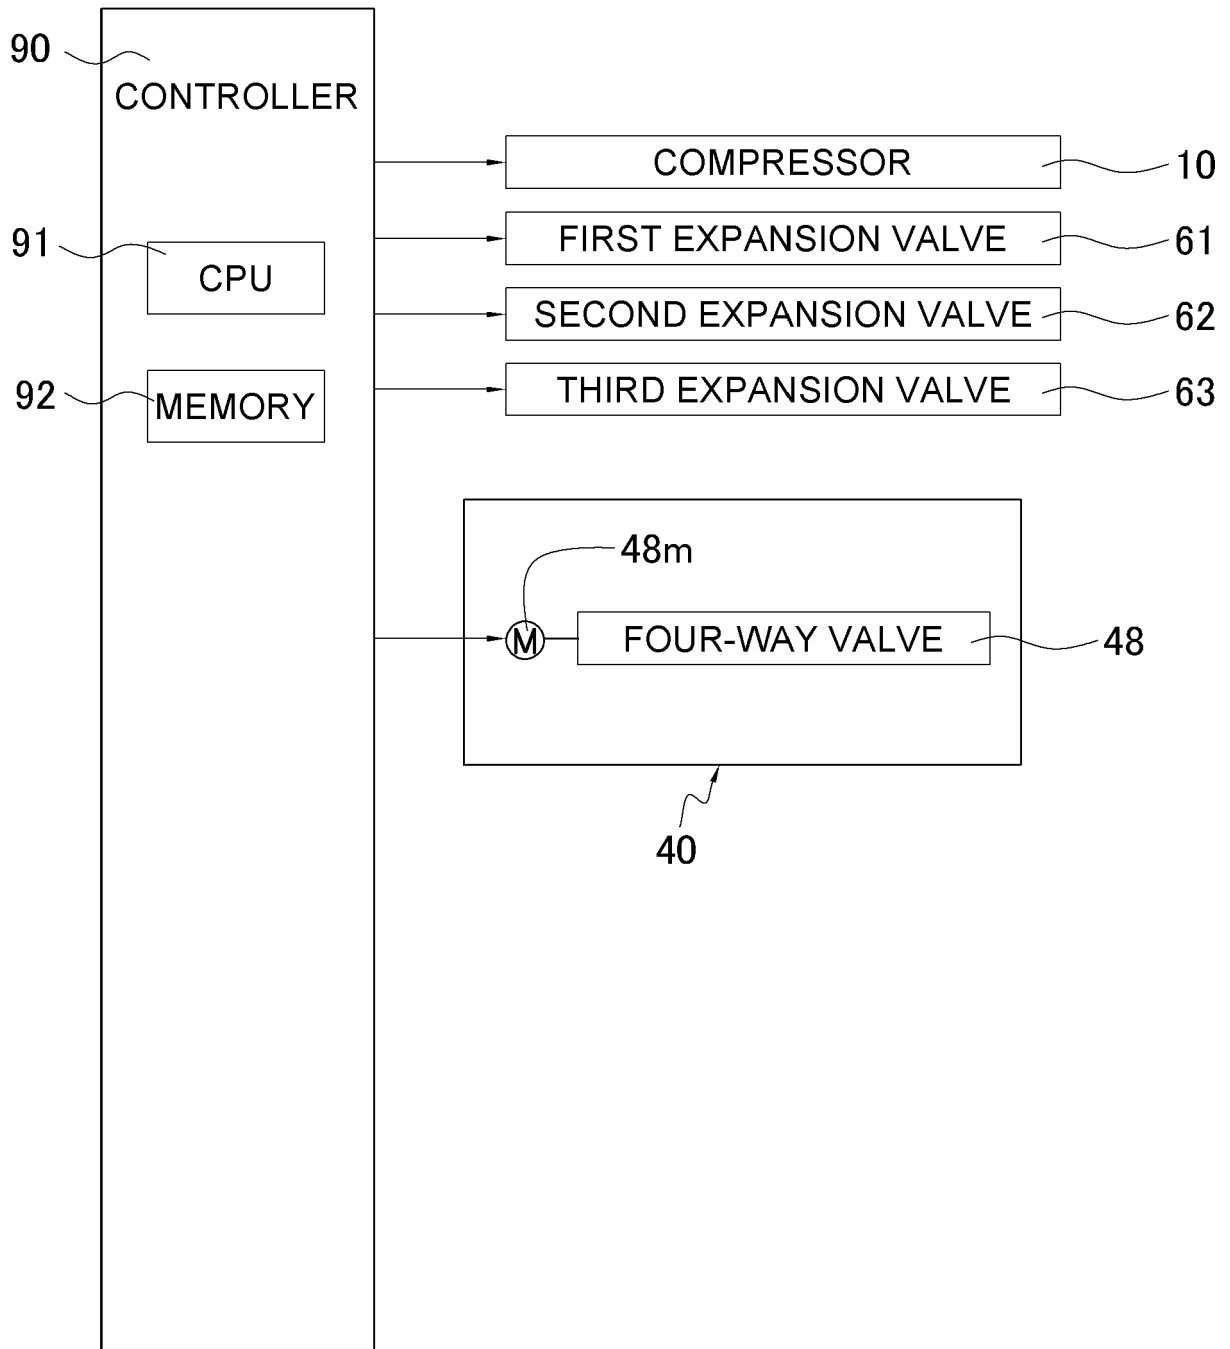 90
CONTROLLER
COMPRESSOR
10
91
CPU
FIRST EXPANSION VALVE
61
SECOND EXPANSION VALVE
62
92
MEMORY
THIRD EXPANSION VALVE
63
48m
M
FOUR-WAY VALVE
48
40